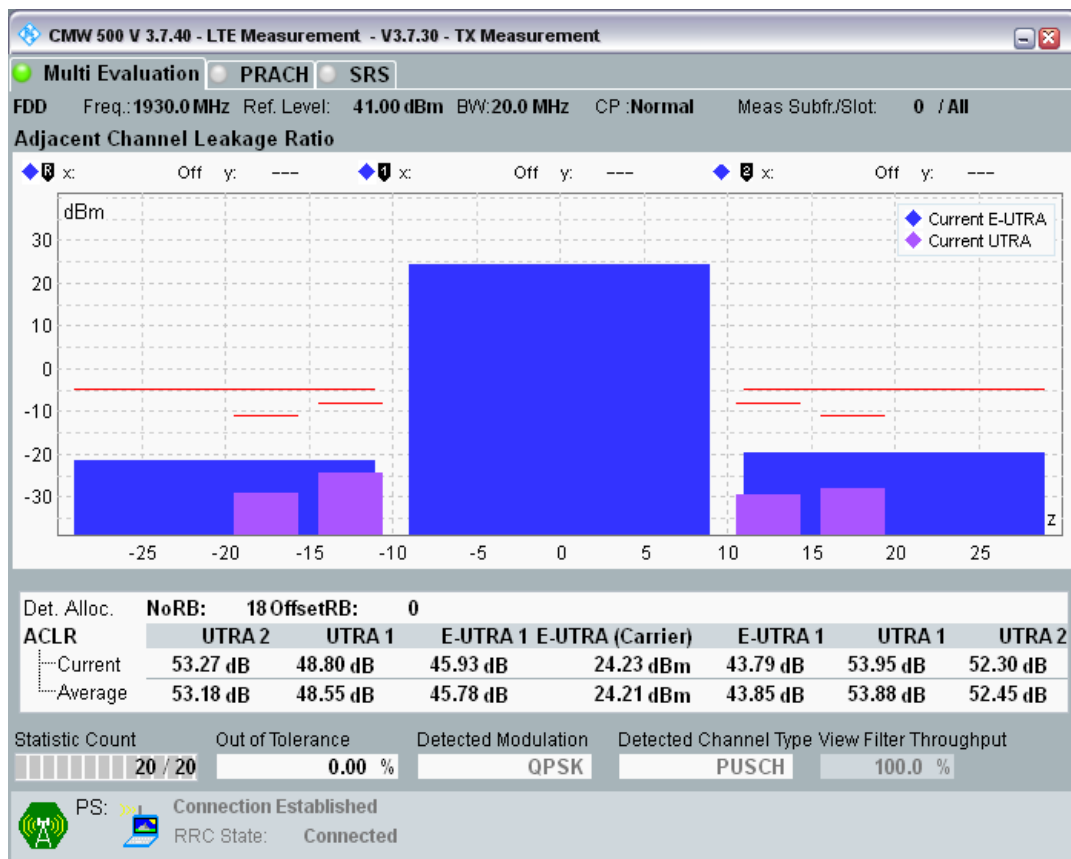 CMW 500 V 3.7.40 - LTE Measurement - V3.7.30 - TX Measurement
Multi Evaluation PRACH SRS
FDD Freq.:1930.0 MHz Ref. Level: 41.00 dBm BW:20.0 MHz CP :Normal Meas Subfr./Slot: 0 / All
Adjacent Channel Leakage Ratio
R x: Off y: --- 1 x: Off y: --- 2 x: Off y: ---
dBm
Current E-UTRA
Current UTRA
30
20
10
0
-10
-20
-30
z
-25 -20 -15 -10 -5 0 5 10 15 20 25
Det. Alloc. NoRB: 18 OffsetRB: 0
ACLR UTRA 2 UTRA 1 E-UTRA 1 E-UTRA (Carrier) E-UTRA 1 UTRA 1 UTRA 2
Current 53.27 dB 48.80 dB 45.93 dB 24.23 dBm 43.79 dB 53.95 dB 52.30 dB
Average 53.18 dB 48.55 dB 45.78 dB 24.21 dBm 43.85 dB 53.88 dB 52.45 dB
Statistic Count Out of Tolerance Detected Modulation Detected Channel Type View Filter Throughput
20 / 20 0.00 % QPSK PUSCH 100.0 %
PS: Connection Established
RRC State: Connected